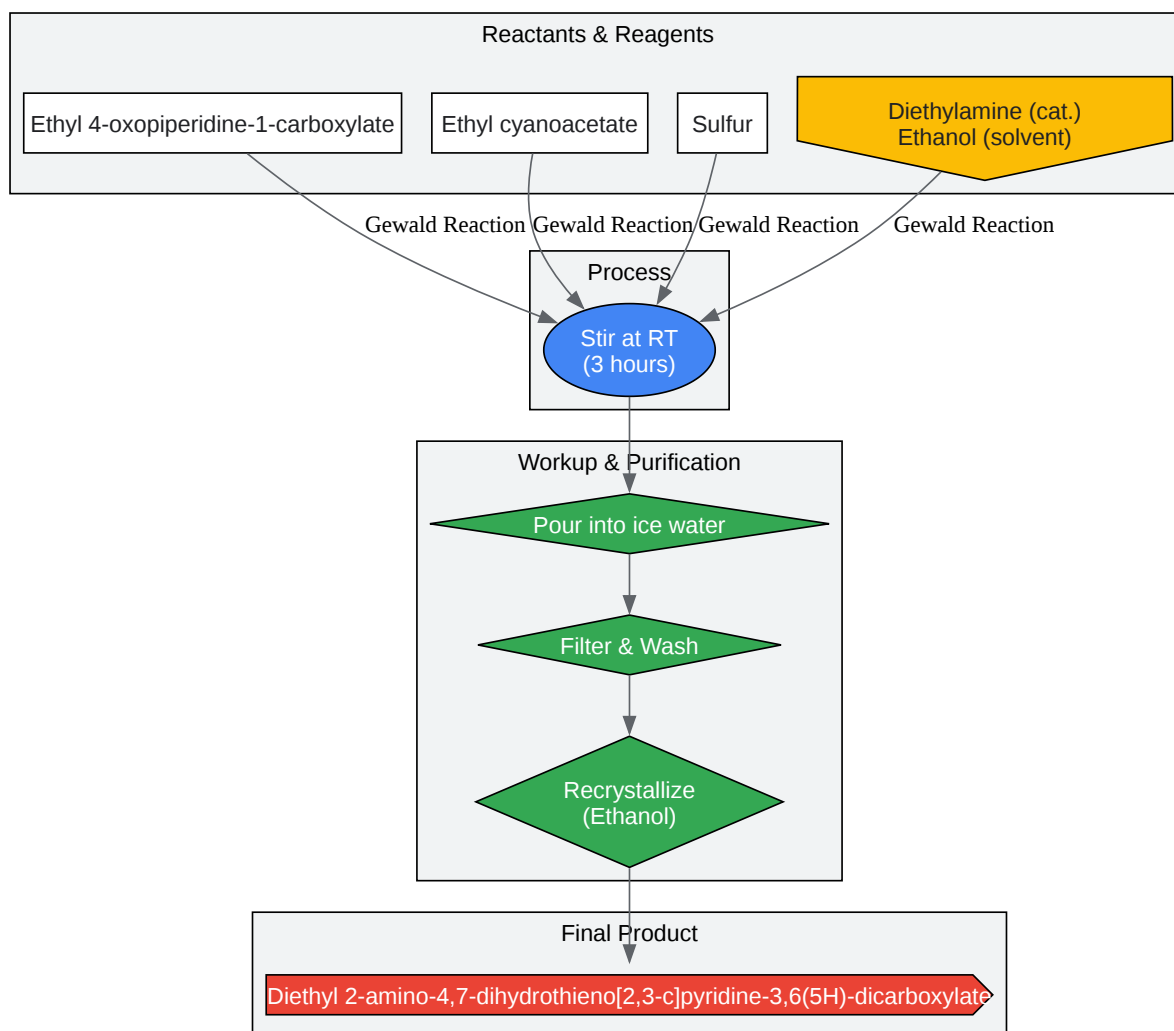 Reactants & Reagents
Ethyl 4-oxopiperidine-1-carboxylate
Ethyl cyanoacetate
Sulfur
Diethylamine (cat.)
Ethanol (solvent)
Gewald Reaction
Gewald Reaction
Gewald Reaction
Gewald Reaction
Process
Stir at RT
(3 hours)
Workup & Purification
Pour into ice water
Filter & Wash
Recrystallize
(Ethanol)
Final Product
Diethyl 2-amino-4,7-dihydrothieno[2,3-c]pyridine-3,6(5H)-dicarboxylate